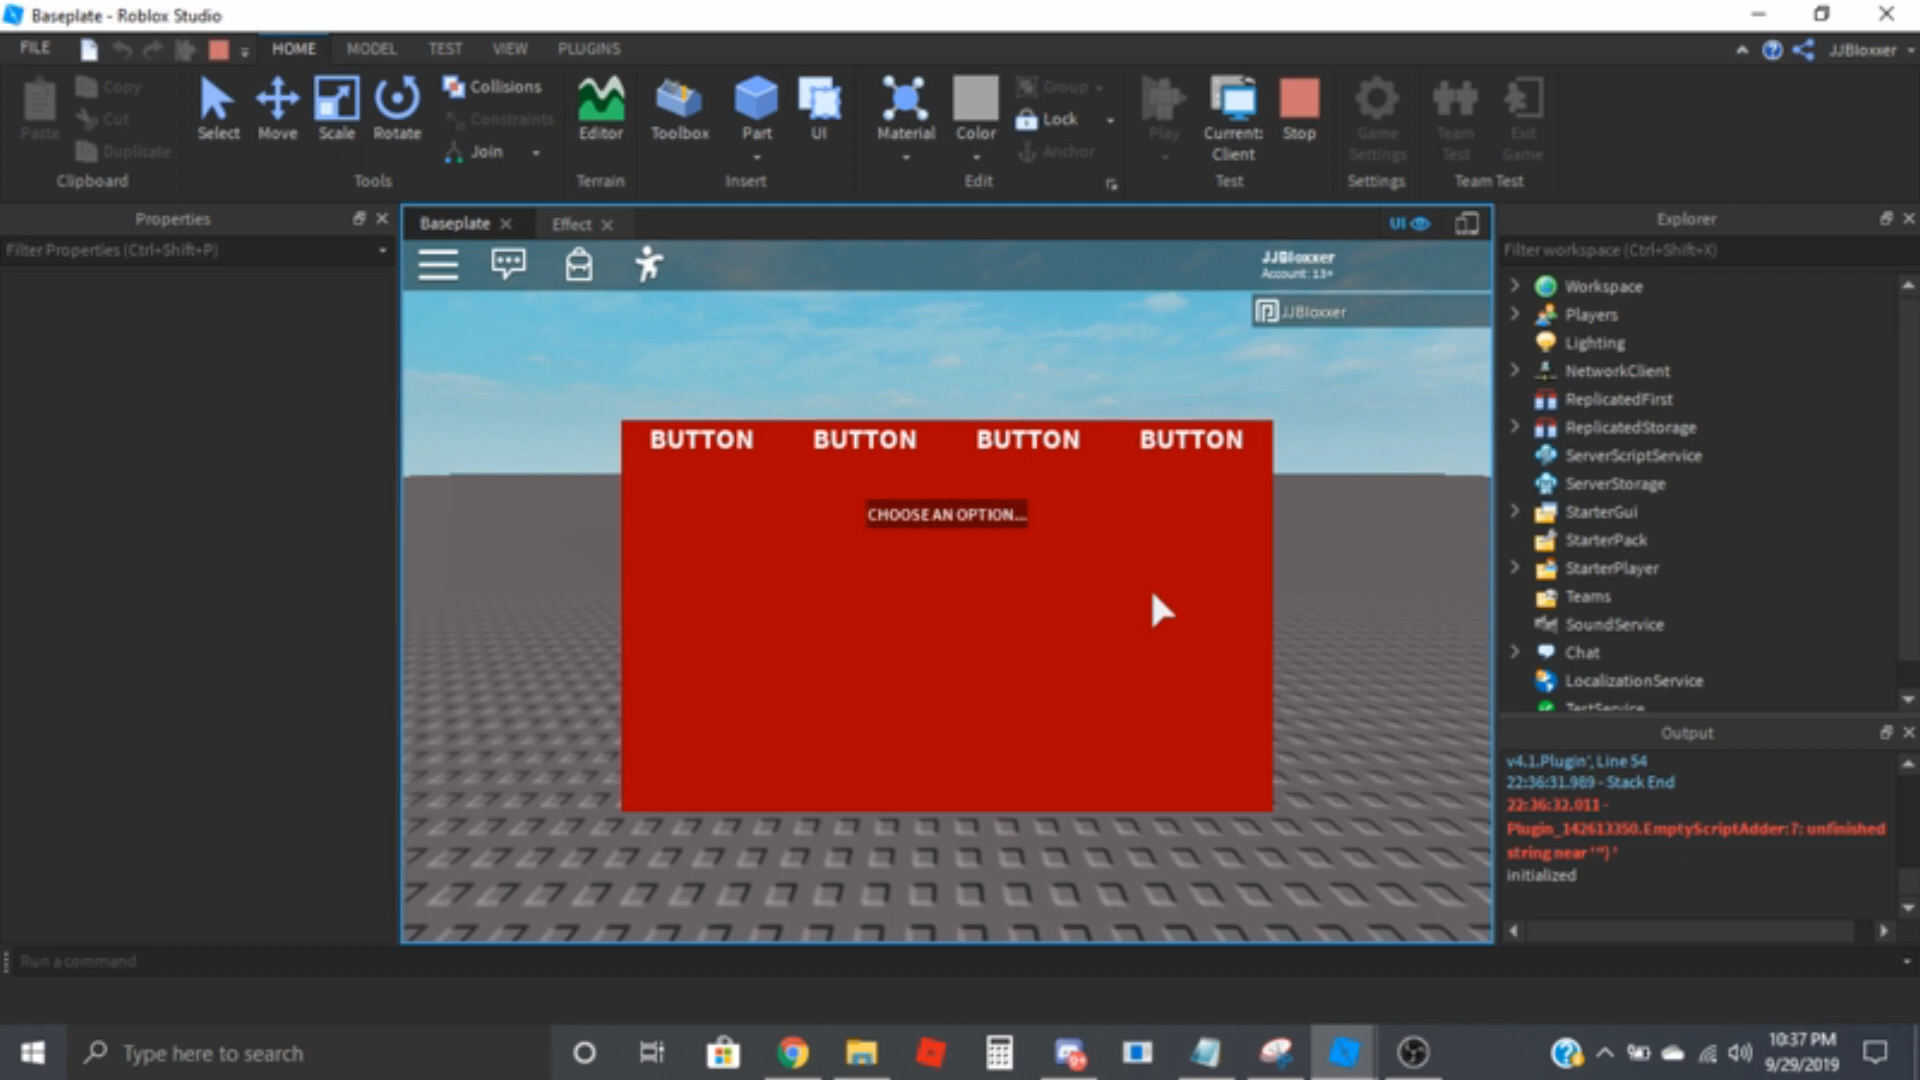 Baseplate - Roblox Studio
FILE HOME MODEL TEST VIEW PLUGINS JJBloxxer
Paste Copy Cut Duplicate
Clipboard
Select Move Scale Rotate Collisions Constraints Join
Tools
Editor
Terrain
Toolbox Part UI
Insert
Material Color Group Lock Anchor
Edit
Play Current: Client Stop
Test
Game Settings
Settings
Team Test Exit Game
Team Test
Properties
Filter Properties (Ctrl+Shift+P)
Baseplate Effect UI
JJBloxxer
Account: 13+
JJBloxxer
BUTTON BUTTON BUTTON BUTTON
CHOOSE AN OPTION...
Explorer
Filter workspace (Ctrl+Shift+X)
Workspace
Players
Lighting
NetworkClient
ReplicatedFirst
ReplicatedStorage
ServerScriptService
ServerStorage
StarterGui
StarterPack
StarterPlayer
Teams
SoundService
Chat
LocalizationService
TestService
Output
v4.1.Plugin', Line 54
22:36:31.989 - Stack End
22:36:32.011 -
Plugin_142613350.EmptyScriptAdder:7: unfinished
string near '")'
initialized
Run a command
Type here to search
10:37 PM
9/29/2019